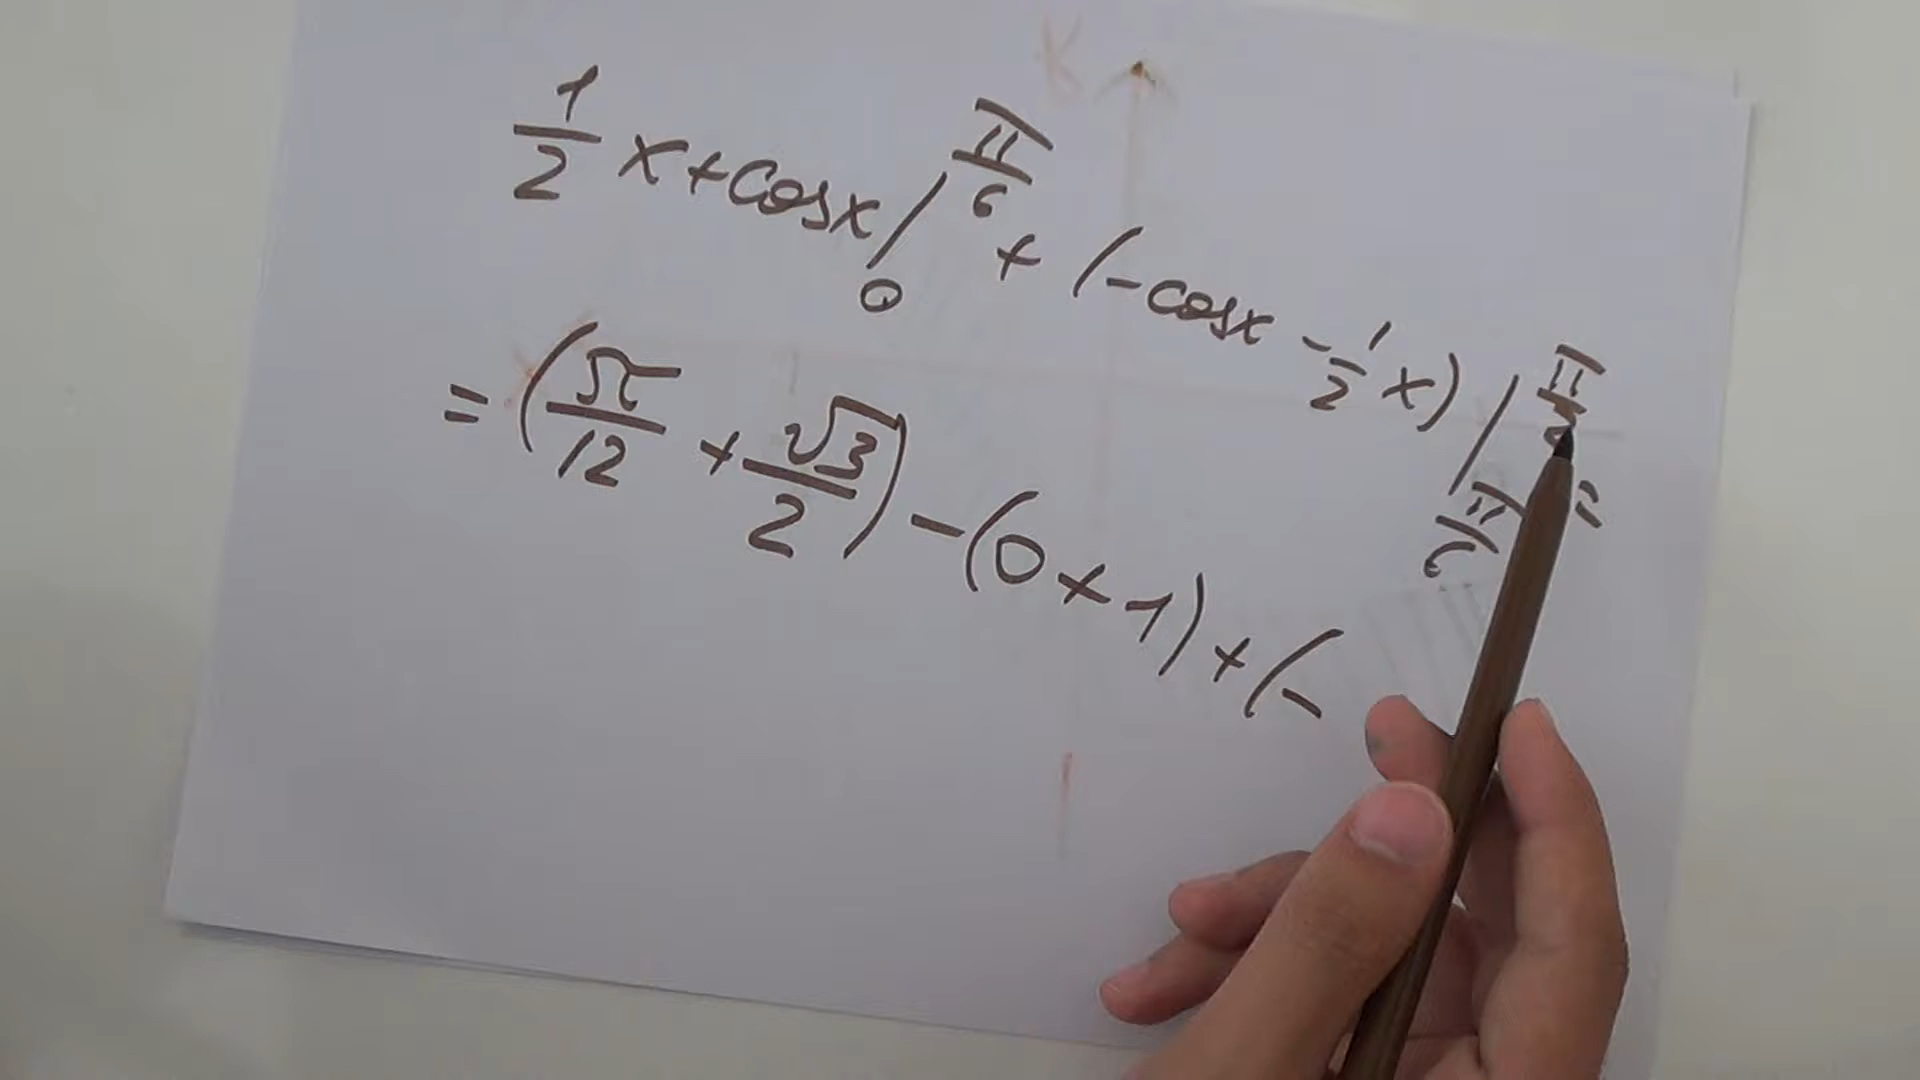 1/2 x + cosx |₀^(π/6) + (-cosx - 1/2 x) |_(π/6)^π =
= (π/12 + √3/2) - (0 + 1) + (-